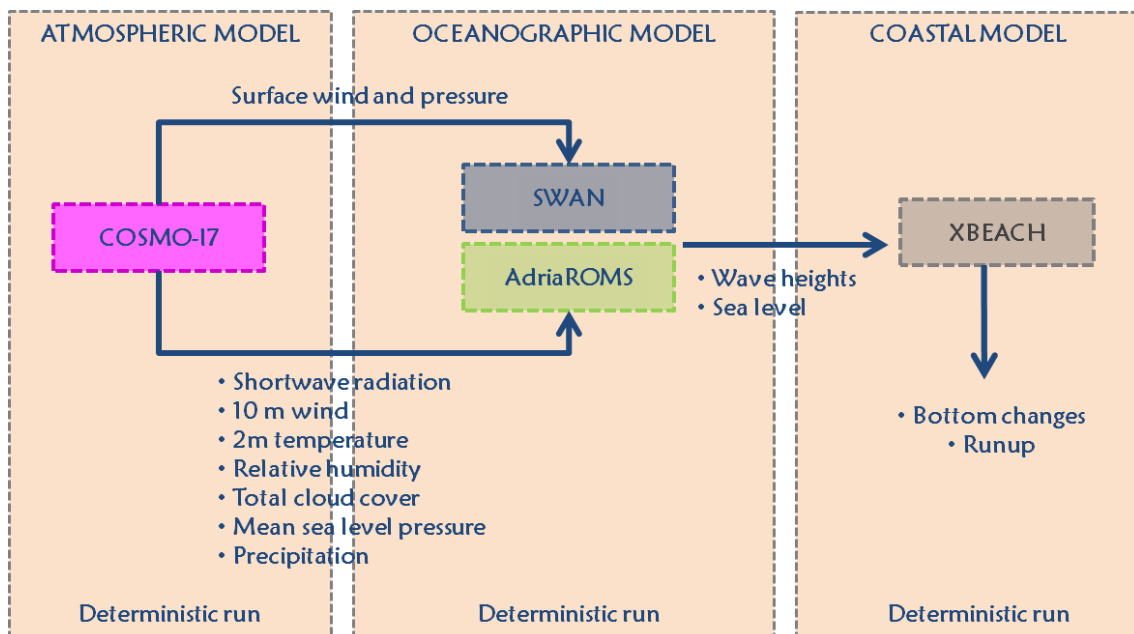 ATMOSPHERIC MODEL
OCEANOGRAPHIC MODEL
COASTAL MODEL
Surface wind and pressure
SWAN
COSMO-I7
XBEACH
AdriaROMS
• Wave heights
• Sea level
• Shortwave radiation
• 10 m wind
• 2m temperature
• Relative humidity
• Total cloud cover
• Mean sea level pressure
• Precipitation
• Bottom changes
• Runup
Deterministic run
Deterministic run
Deterministic run